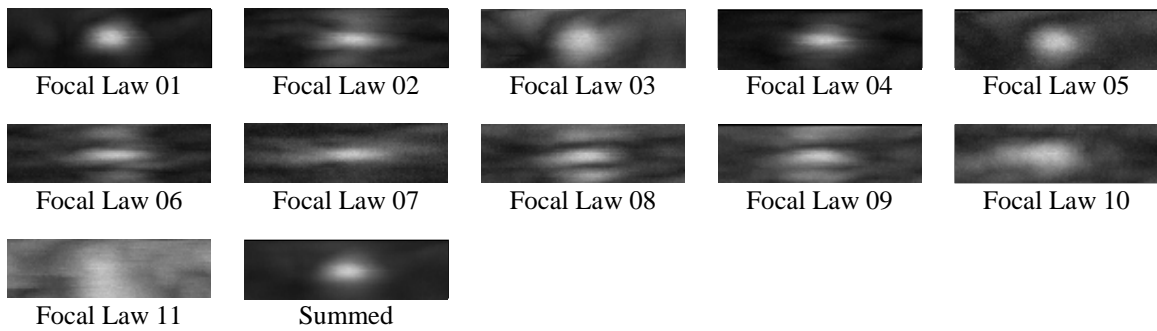 Focal Law 01 Focal Law 02 Focal Law 03 Focal Law 04 Focal Law 05
Focal Law 06 Focal Law 07 Focal Law 08 Focal Law 09 Focal Law 10
Focal Law 11 Summed